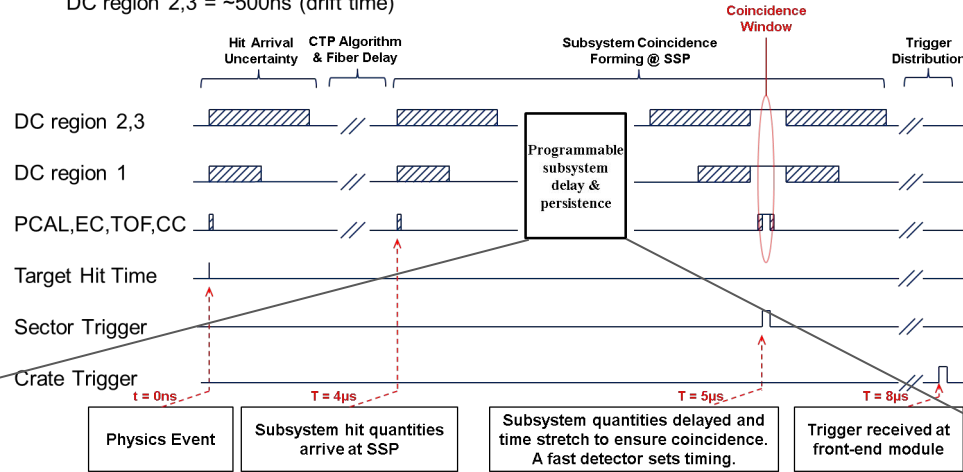 DC region 2,3 = ~500ns (drift time)
Coincidence
Window
Hit Arrival
Uncertainty
CTP Algorithm
& Fiber Delay
Subsystem Coincidence
Forming @ SSP
Trigger
Distribution
DC region 2,3
DC region 1
PCAL,EC,TOF,CC
Target Hit Time
Sector Trigger
Crate Trigger
Programmable
subsystem
delay &
persistence
t = 0ns
T = 4µs
T = 5µs
T = 8µs
Physics Event
Subsystem hit quantities
arrive at SSP
Subsystem quantities delayed and
time stretch to ensure coincidence.
A fast detector sets timing.
Trigger received at
front-end module